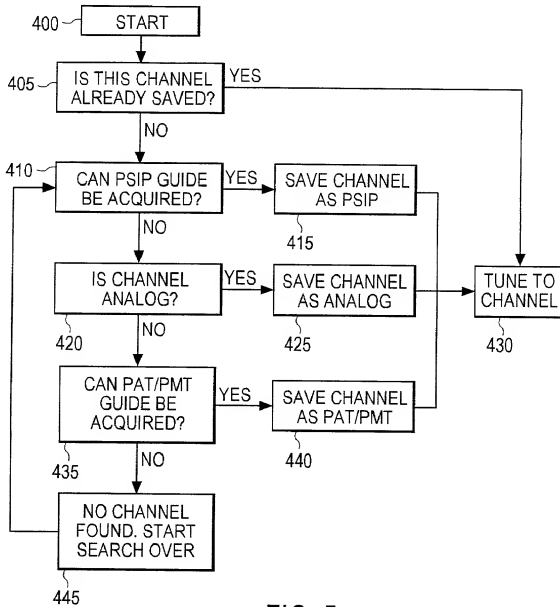 400
START
405
IS THIS CHANNEL
ALREADY SAVED?
YES
NO
410
CAN PSIP GUIDE
BE ACQUIRED?
YES
SAVE CHANNEL
AS PSIP
415
NO
IS CHANNEL
ANALOG?
YES
SAVE CHANNEL
AS ANALOG
TUNE TO
CHANNEL
420
425
430
NO
CAN PAT/PMT
GUIDE BE
ACQUIRED?
YES
SAVE CHANNEL
AS PAT/PMT
435
440
NO
NO CHANNEL
FOUND. START
SEARCH OVER
445